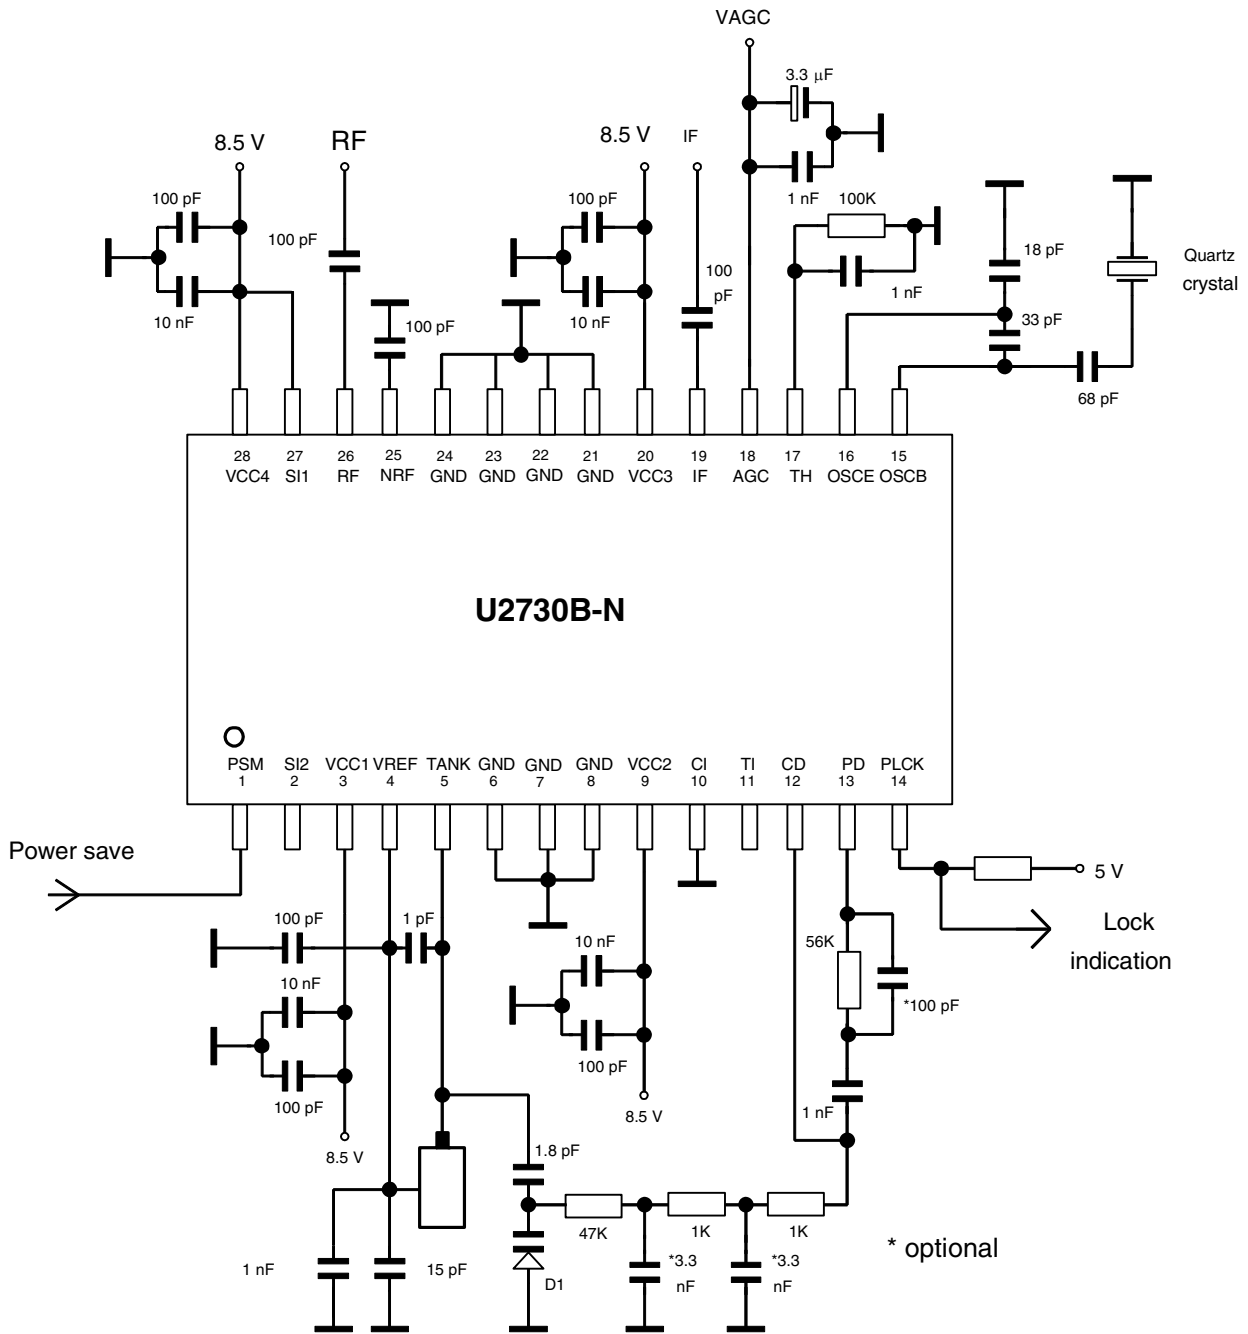 VAGC
3.3 µF
8.5 V
RF
8.5 V
IF
100 pF
100 pF
1 nF
100K
100 pF
100
pF
18 pF
Quartz
crystal
1 nF
10 nF
100 pF
10 nF
33 pF
68 pF
28 27 26 25 24 23 22 21 20 19 18 17 16 15
VCC4 SI1 RF NRF GND GND GND GND VCC3 IF AGC TH OSCE OSCB
U2730B-N
PSM SI2 VCC1 VREF TANK GND GND GND VCC2 CI TI CD PD PLCK
1 2 3 4 5 6 7 8 9 10 11 12 13 14
Power save
5 V
100 pF
1 pF
Lock
indication
10 nF
56K
10 nF
*100 pF
100 pF
100 pF
1 nF
8.5 V
8.5 V
1.8 pF
47K
1K
1K
* optional
1 nF
15 pF
D1
*3.3
nF
*3.3
nF